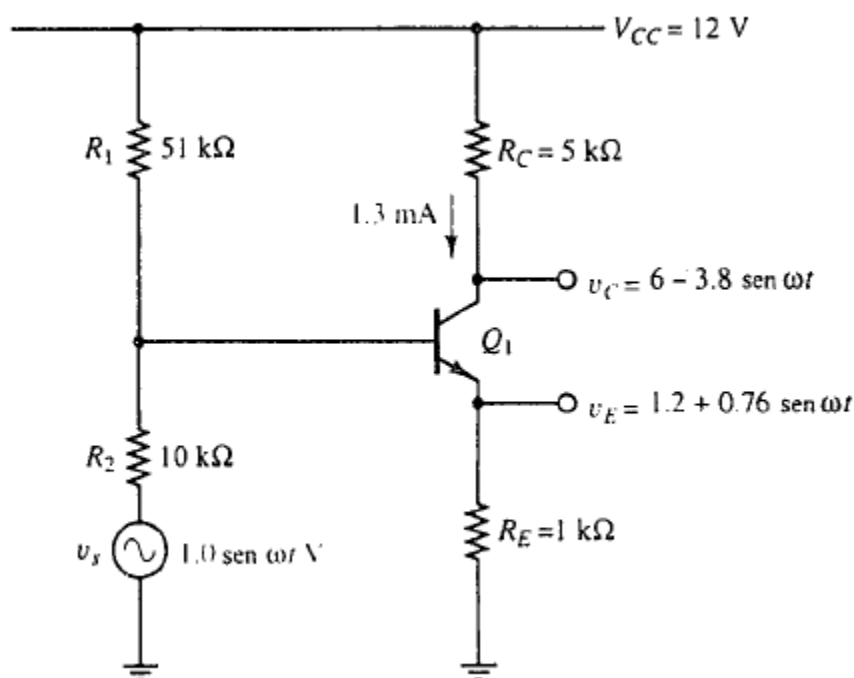 V_CC = 12 V
R_1 51 kΩ
R_C = 5 kΩ
1.3 mA
v_C = 6 – 3.8 sen ωt
Q_1
v_E = 1.2 + 0.76 sen ωt
R_2 10 kΩ
R_E =1 kΩ
v_s 1.0 sen ωt V